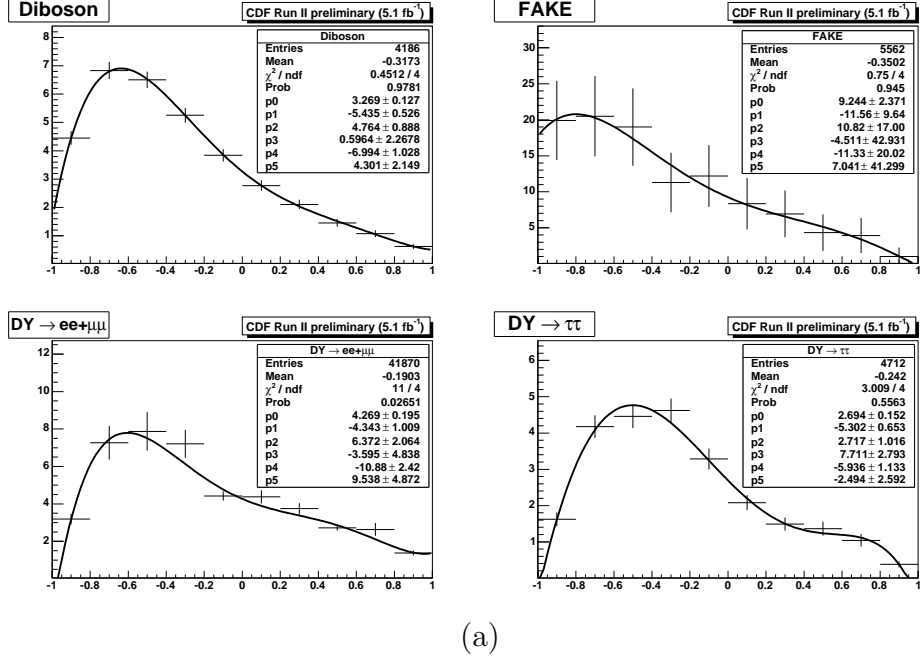 Diboson
CDF Run II preliminary (5.1 fb⁻¹)
Diboson
Entries 4186
Mean -0.3173
χ² / ndf 0.4512 / 4
Prob 0.9781
p0 3.269 ± 0.127
p1 -5.435 ± 0.526
p2 4.764 ± 0.888
p3 0.5964 ± 2.2678
p4 -6.994 ± 1.028
p5 4.301 ± 2.149
8
7
6
5
4
3
2
1
-1 -0.8 -0.6 -0.4 -0.2 0 0.2 0.4 0.6 0.8 1
FAKE
CDF Run II preliminary (5.1 fb⁻¹)
FAKE
Entries 5562
Mean -0.3502
χ² / ndf 0.75 / 4
Prob 0.945
p0 9.244 ± 2.371
p1 -11.56 ± 9.64
p2 10.82 ± 17.00
p3 -4.511 ± 42.931
p4 -11.33 ± 20.02
p5 7.041 ± 41.299
30
25
20
15
10
5
-1 -0.8 -0.6 -0.4 -0.2 0 0.2 0.4 0.6 0.8 1
DY → ee+μμ
CDF Run II preliminary (5.1 fb⁻¹)
DY → ee+μμ
Entries 41870
Mean -0.1903
χ² / ndf 11 / 4
Prob 0.02651
p0 4.269 ± 0.195
p1 -4.343 ± 1.009
p2 6.372 ± 2.064
p3 -3.595 ± 4.838
p4 -10.88 ± 2.42
p5 9.538 ± 4.872
12
10
8
6
4
2
-1 -0.8 -0.6 -0.4 -0.2 0 0.2 0.4 0.6 0.8 1
DY → ττ
CDF Run II preliminary (5.1 fb⁻¹)
DY → ττ
Entries 4712
Mean -0.242
χ² / ndf 3.009 / 4
Prob 0.5563
p0 2.694 ± 0.152
p1 -5.302 ± 0.653
p2 2.717 ± 1.016
p3 7.711 ± 2.793
p4 -5.936 ± 1.133
p5 -2.494 ± 2.592
6
5
4
3
2
1
-1 -0.8 -0.6 -0.4 -0.2 0 0.2 0.4 0.6 0.8 1
(a)